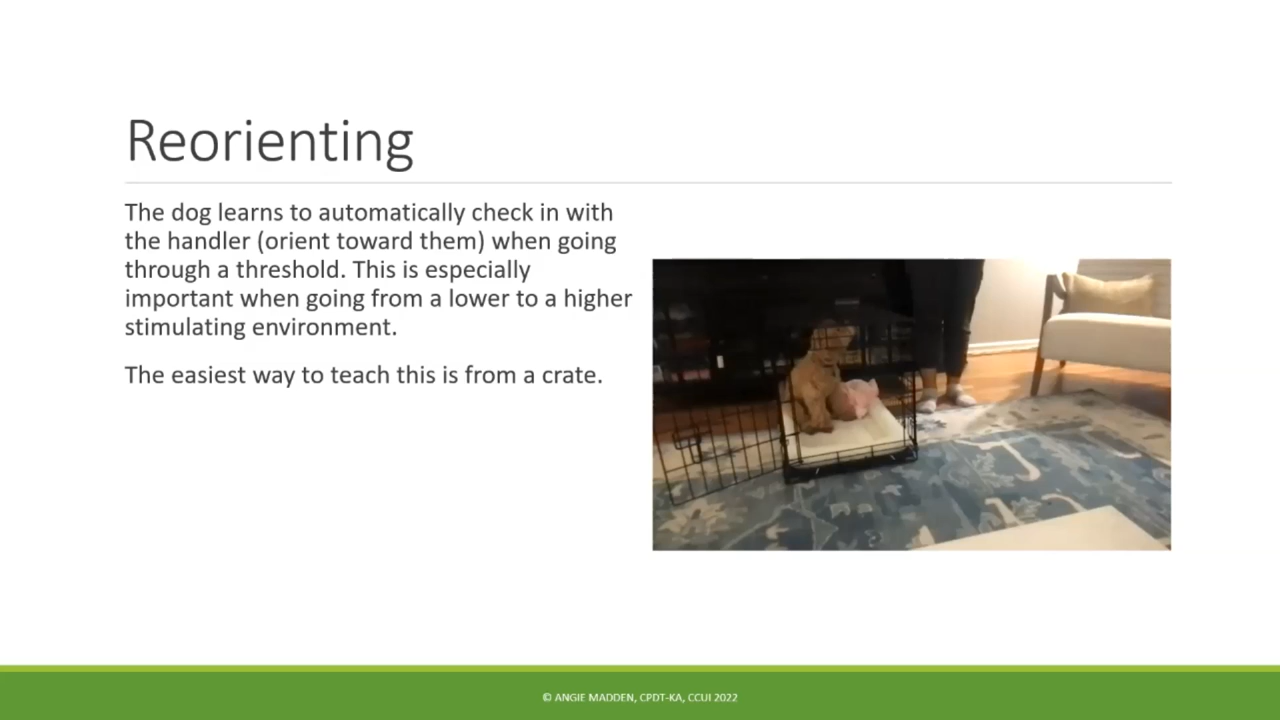 Reorienting
The dog learns to automatically check in with
the handler (orient toward them) when going
through a threshold. This is especially
important when going from a lower to a higher
stimulating environment.
The easiest way to teach this is from a crate.
© ANGIE MADDEN, CPDT-KA, CCUI 2022